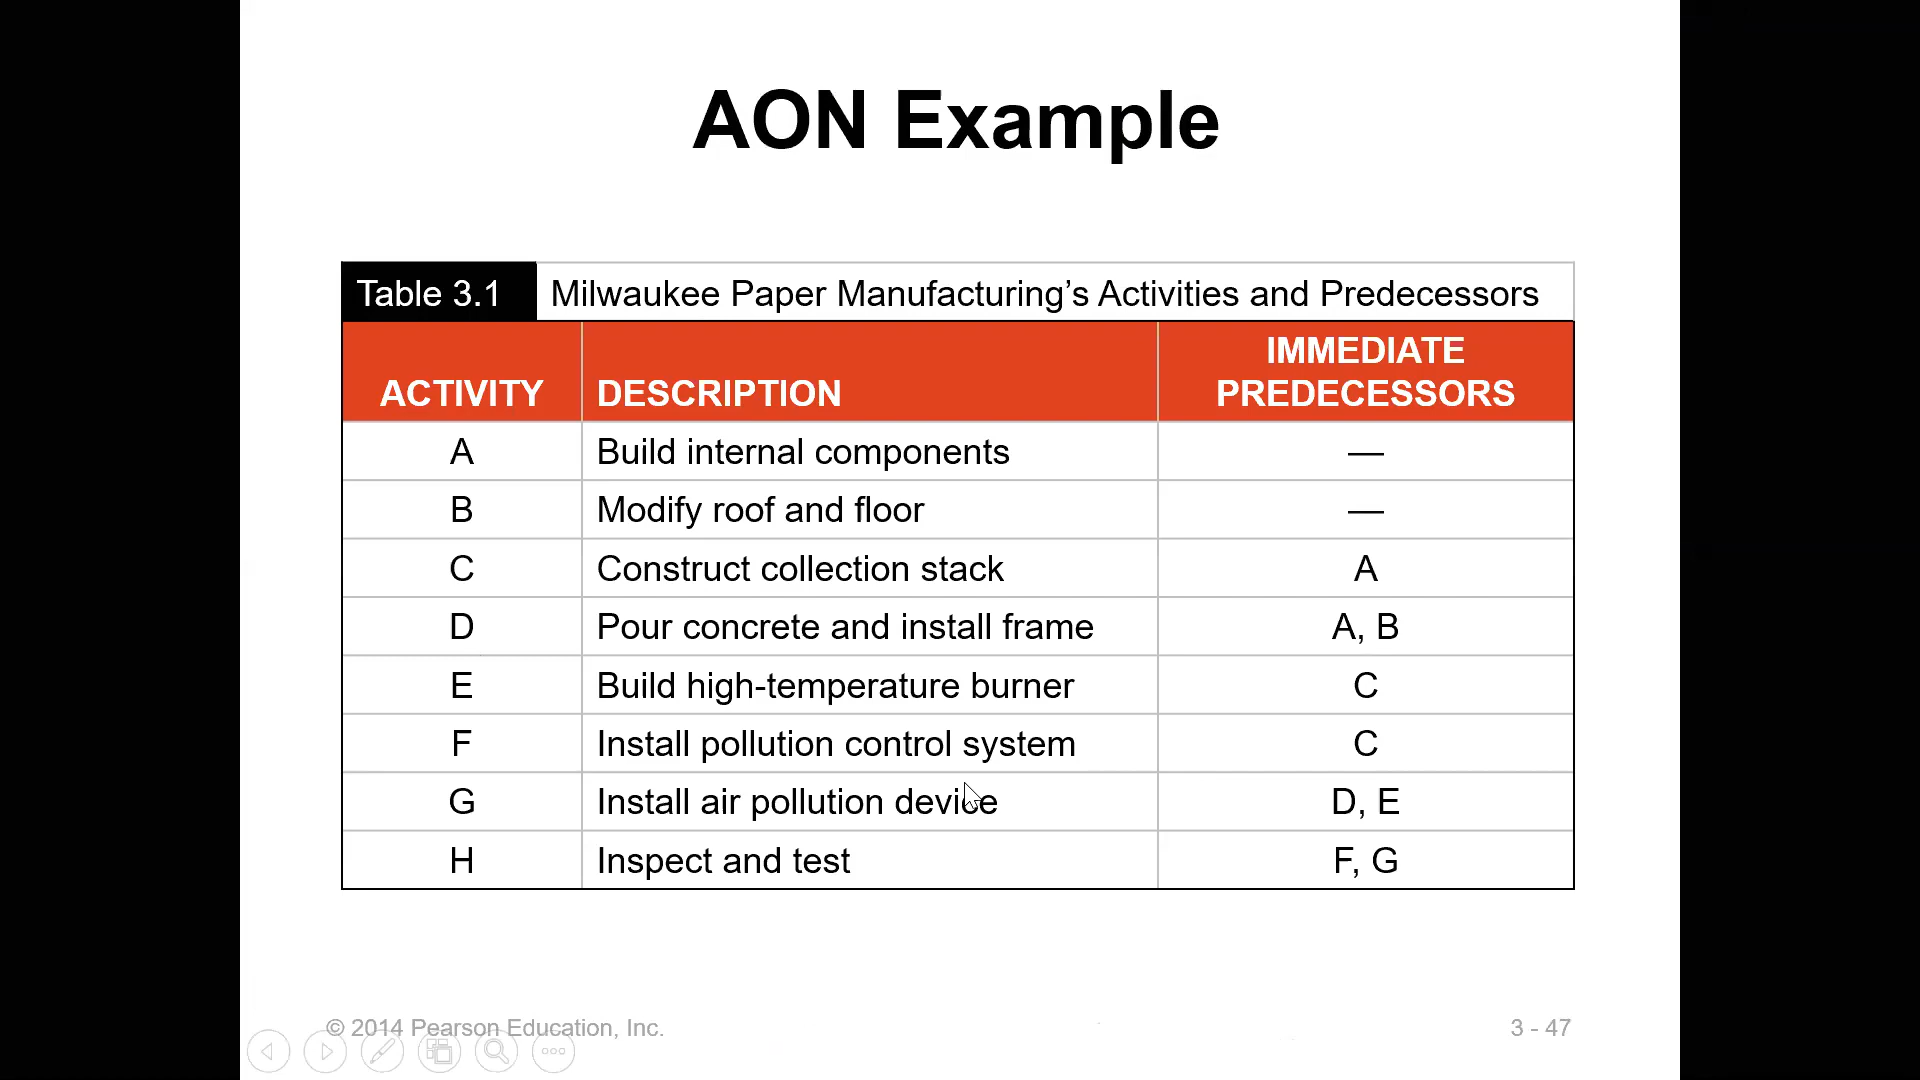 AON Example
Table 3.1 Milwaukee Paper Manufacturing’s Activities and Predecessors
ACTIVITY DESCRIPTION IMMEDIATE PREDECESSORS
A Build internal components —
B Modify roof and floor —
C Construct collection stack A
D Pour concrete and install frame A, B
E Build high-temperature burner C
F Install pollution control system C
G Install air pollution device D, E
H Inspect and test F, G
© 2014 Pearson Education, Inc. 3 - 47